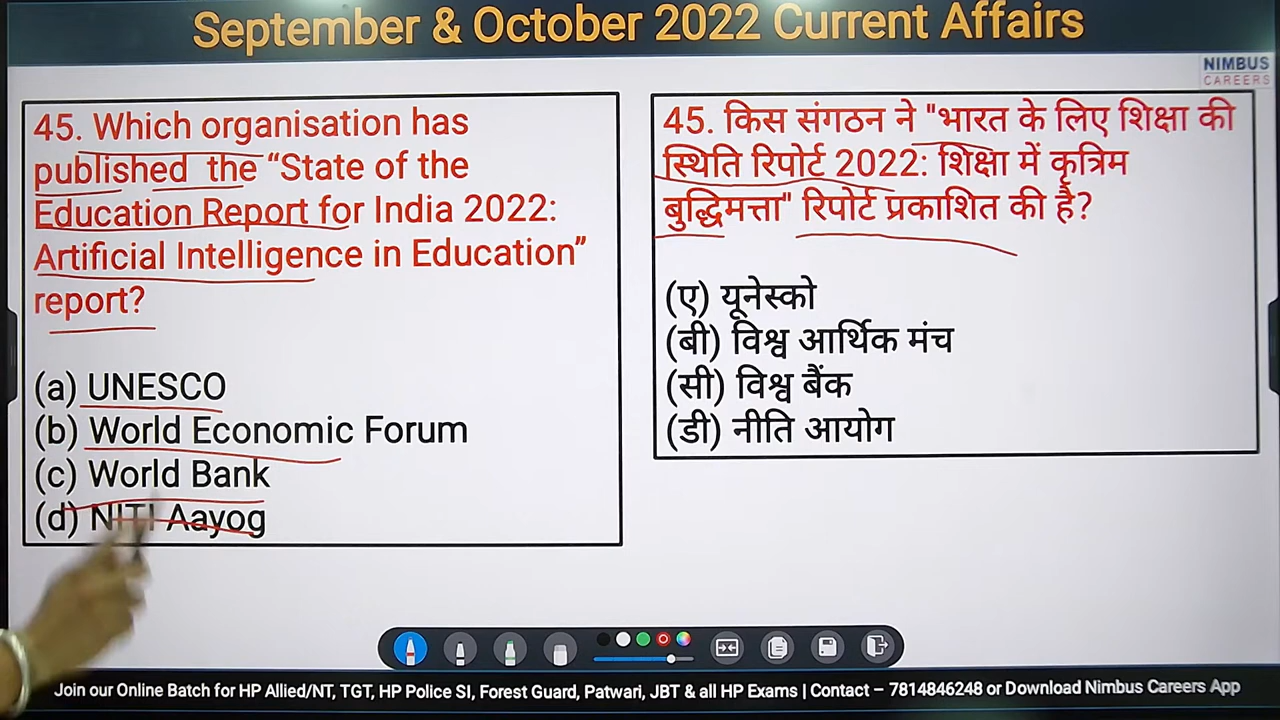 September & October 2022 Current Affairs
NIMBUS
CAREERS
45. Which organisation has
published the “State of the
Education Report for India 2022:
Artificial Intelligence in Education”
report?
(a) UNESCO
(b) World Economic Forum
(c) World Bank
(d) NITI Aayog
45. किस संगठन ने "भारत के लिए शिक्षा की
स्थिति रिपोर्ट 2022: शिक्षा में कृत्रिम
बुद्धिमत्ता" रिपोर्ट प्रकाशित की है?
(ए) यूनेस्को
(बी) विश्व आर्थिक मंच
(सी) विश्व बैंक
(डी) नीति आयोग
Join our Online Batch for HP Allied/NT, TGT, HP Police SI, Forest Guard, Patwari, JBT & all HP Exams | Contact – 7814846248 or Download Nimbus Careers App